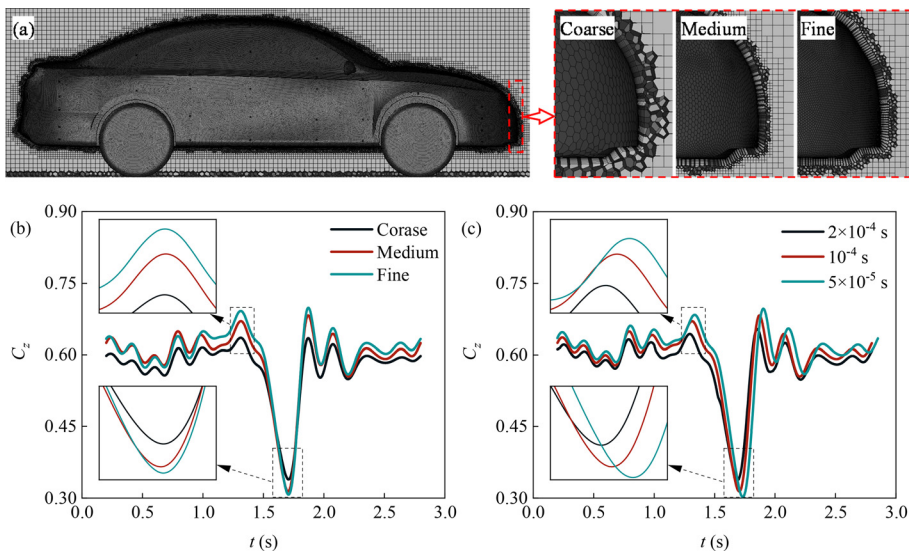 (a)
Coarse Medium Fine
(b)
Corase
Medium
Fine
0.90
0.75
0.60
0.45
0.30
C_z
0.0 0.5 1.0 1.5 2.0 2.5 3.0
t (s)
(c)
2×10⁻⁴ s
10⁻⁴ s
5×10⁻⁵ s
0.90
0.75
0.60
0.45
0.30
C_z
0.0 0.5 1.0 1.5 2.0 2.5 3.0
t (s)